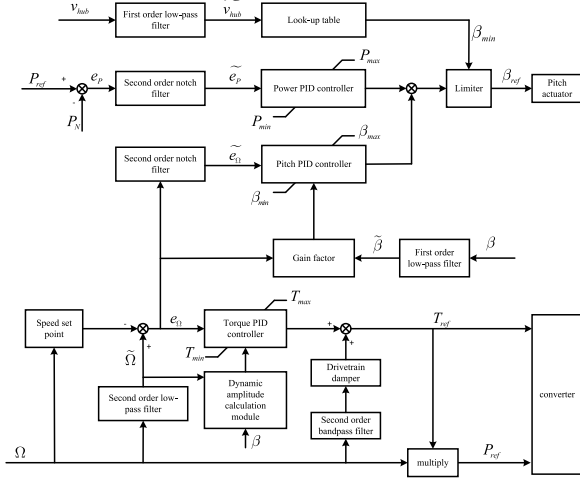 v_hub
First order low-pass filter
ṽ_hub
Look-up table
β_min
P_ref
+
-
P_N
e_P
Second order notch filter
ẽ_P
P_max
Power PID controller
P_min
Limiter
β_ref
Pitch actuator
Second order notch filter
ẽ_Ω
β_max
Pitch PID controller
β_min
Gain factor
β̃
First order low-pass filter
β
Speed set point
-
+
e_Ω
T_max
Torque PID controller
T_min
+
+
T_ref
converter
Ω̃
Second order low-pass filter
Dynamic amplitude calculation module
β
Drivetrain damper
Second order bandpass filter
Ω
multiply
P_ref